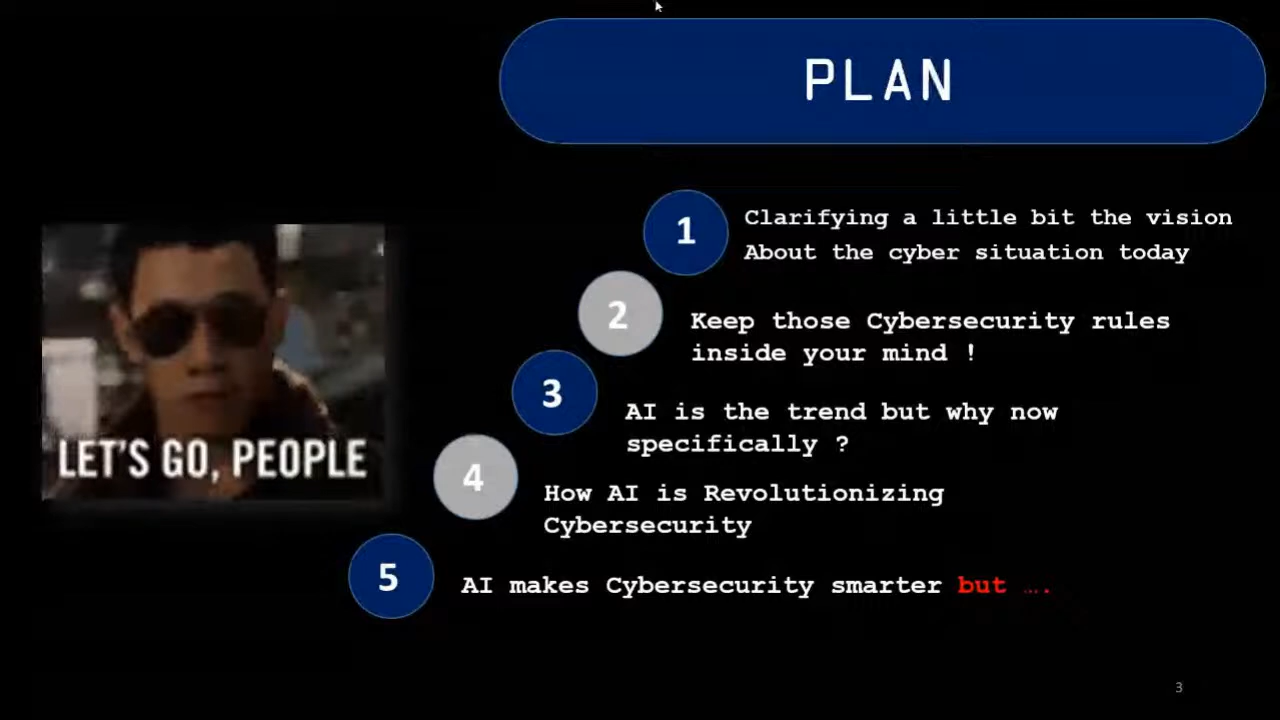 PLAN
1
Clarifying a little bit the vision
About the cyber situation today
2
Keep those Cybersecurity rules
inside your mind !
3
AI is the trend but why now
specifically ?
4
How AI is Revolutionizing
Cybersecurity
5
AI makes Cybersecurity smarter but ….
LET'S GO, PEOPLE
3